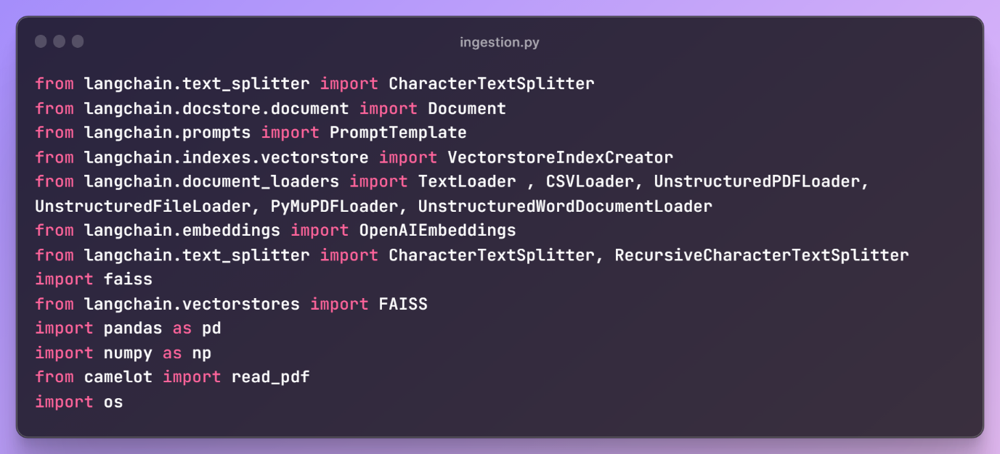 ingestion.py
from langchain.text_splitter import CharacterTextSplitter
from langchain.docstore.document import Document
from langchain.prompts import PromptTemplate
from langchain.indexes.vectorstore import VectorstoreIndexCreator
from langchain.document_loaders import TextLoader , CSVLoader, UnstructuredPDFLoader,
UnstructuredFileLoader, PyMuPDFLoader, UnstructuredWordDocumentLoader
from langchain.embeddings import OpenAIEmbeddings
from langchain.text_splitter import CharacterTextSplitter, RecursiveCharacterTextSplitter
import faiss
from langchain.vectorstores import FAISS
import pandas as pd
import numpy as np
from camelot import read_pdf
import os